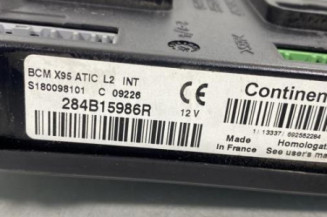 BCM X95 ATIC L2 INT
S180098101 C 09226
284B15986R
12 V
CE
Continen
Made
in France
Homologat
See users ma